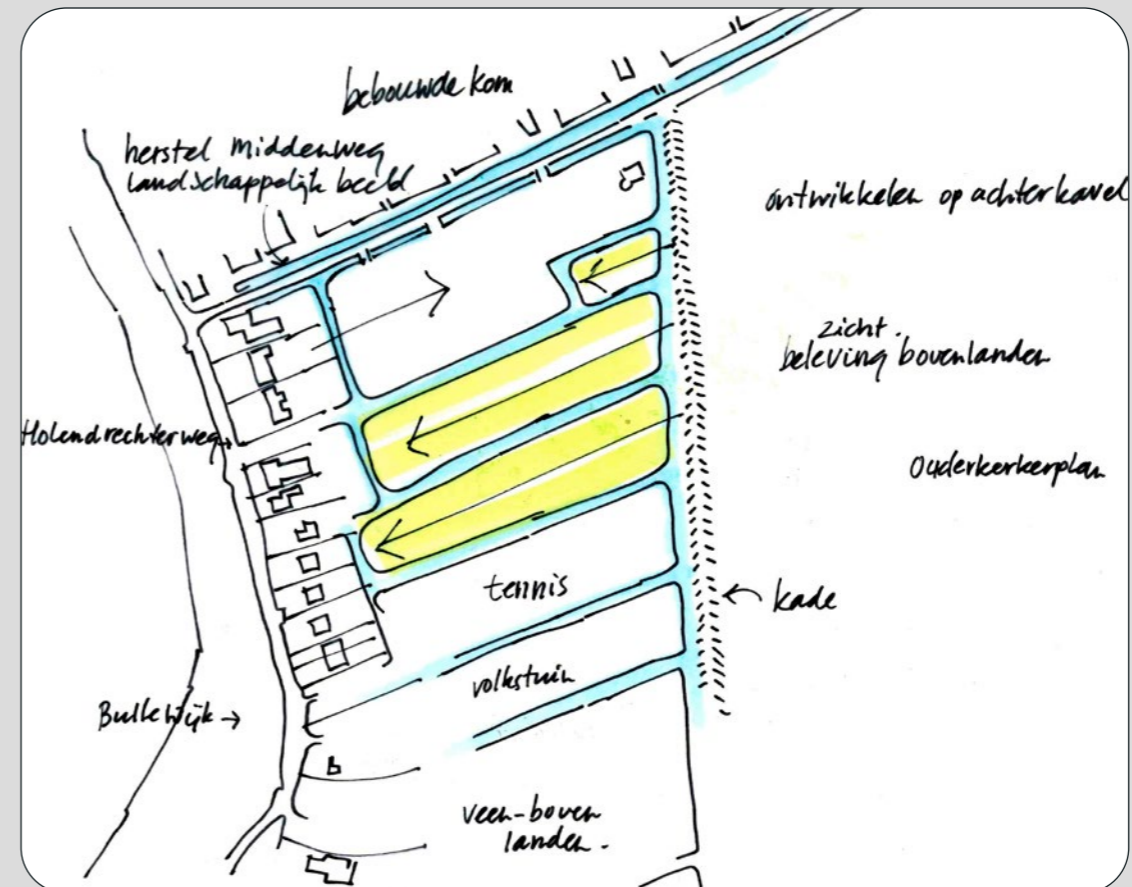 bebouwde kom
herstel middenweg
landschappelijk beeld
ontwikkelen op achterkavel
zicht.
beleving bovenlanden
Holendrechterweg
Ouderkerkerplan
tennis
kade
volkstuin
Bullewijk
veen-boven
landen.